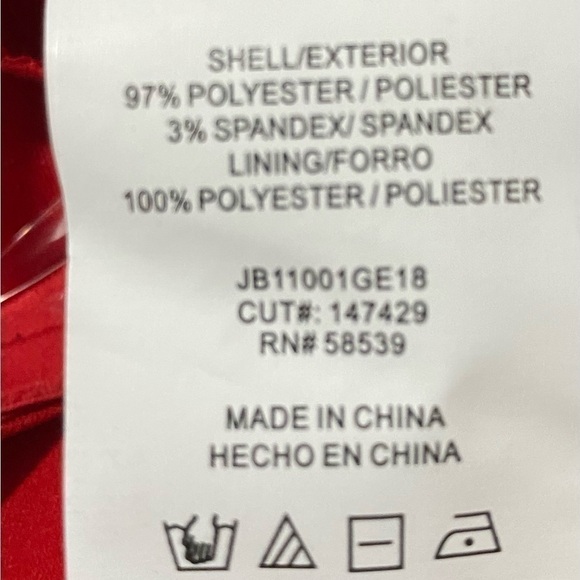 SHELL/EXTERIOR
97% POLYESTER / POLIESTER
3% SPANDEX/ SPANDEX
LINING/FORRO
100% POLYESTER / POLIESTER
JB11001GE18
CUT#: 147429
RN# 58539
MADE IN CHINA
HECHO EN CHINA